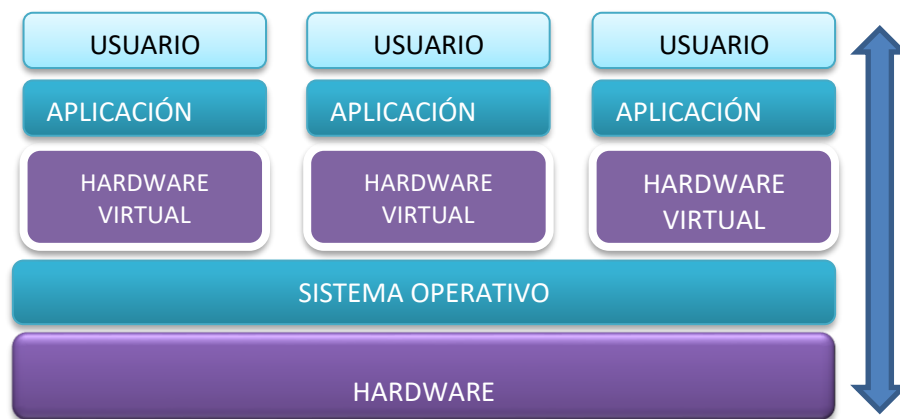 USUARIO
USUARIO
USUARIO
APLICACIÓN
APLICACIÓN
APLICACIÓN
HARDWARE
VIRTUAL
HARDWARE
VIRTUAL
HARDWARE
VIRTUAL
SISTEMA OPERATIVO
HARDWARE